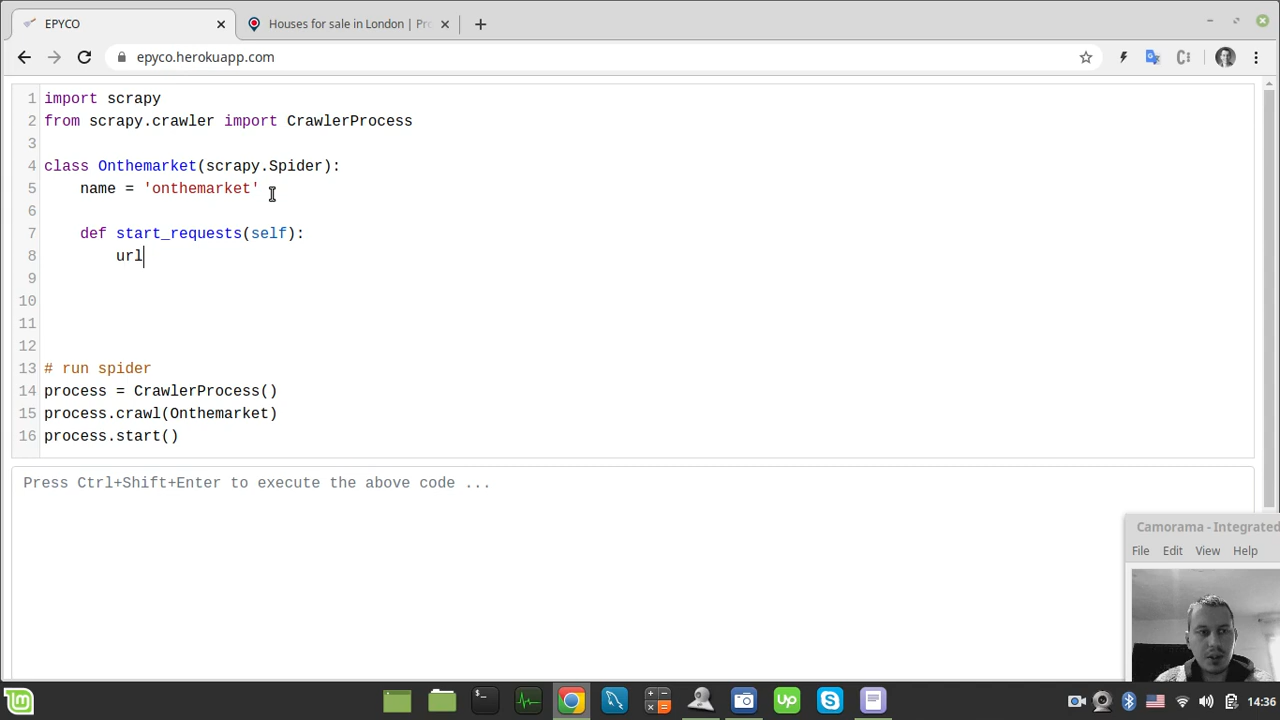 EPYCO
Houses for sale in London | Pr
epyco.herokuapp.com
1 import scrapy
2 from scrapy.crawler import CrawlerProcess
3
4 class Onthemarket(scrapy.Spider):
5 name = 'onthemarket'
6
7 def start_requests(self):
8 url
9
10
11
12
13 # run spider
14 process = CrawlerProcess()
15 process.crawl(Onthemarket)
16 process.start()
Press Ctrl+Shift+Enter to execute the above code ...
Camorama - Integrated
File Edit View Help
14:36